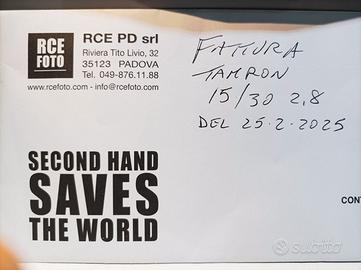 RCE
FOTO
RCE PD srl
Riviera Tito Livio, 32
35123 PADOVA
Tel. 049-876.11.88
www.rcefoto.com - info@rcefoto.com
FATTURA
TAMRON
15/30 2,8
DEL 25-2-2025
SECOND HAND
SAVES
THE WORLD
CONT
subito